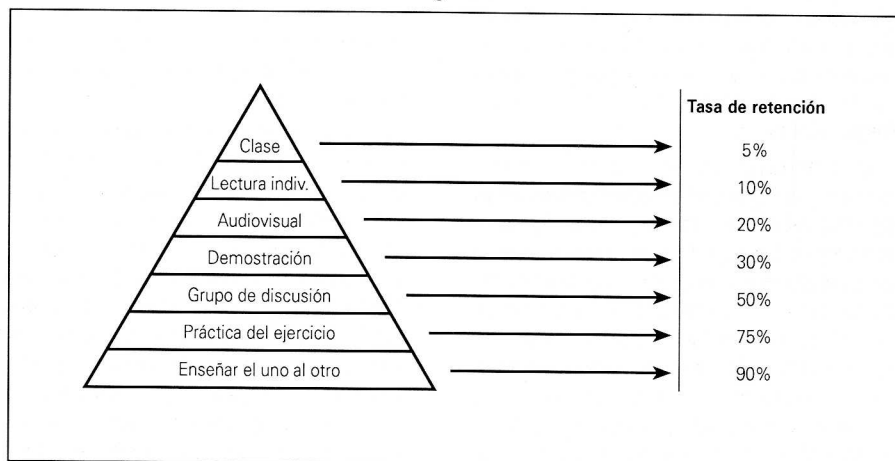 Tasa de retención
Clase 5%
Lectura indiv. 10%
Audiovisual 20%
Demostración 30%
Grupo de discusión 50%
Práctica del ejercicio 75%
Enseñar el uno al otro 90%